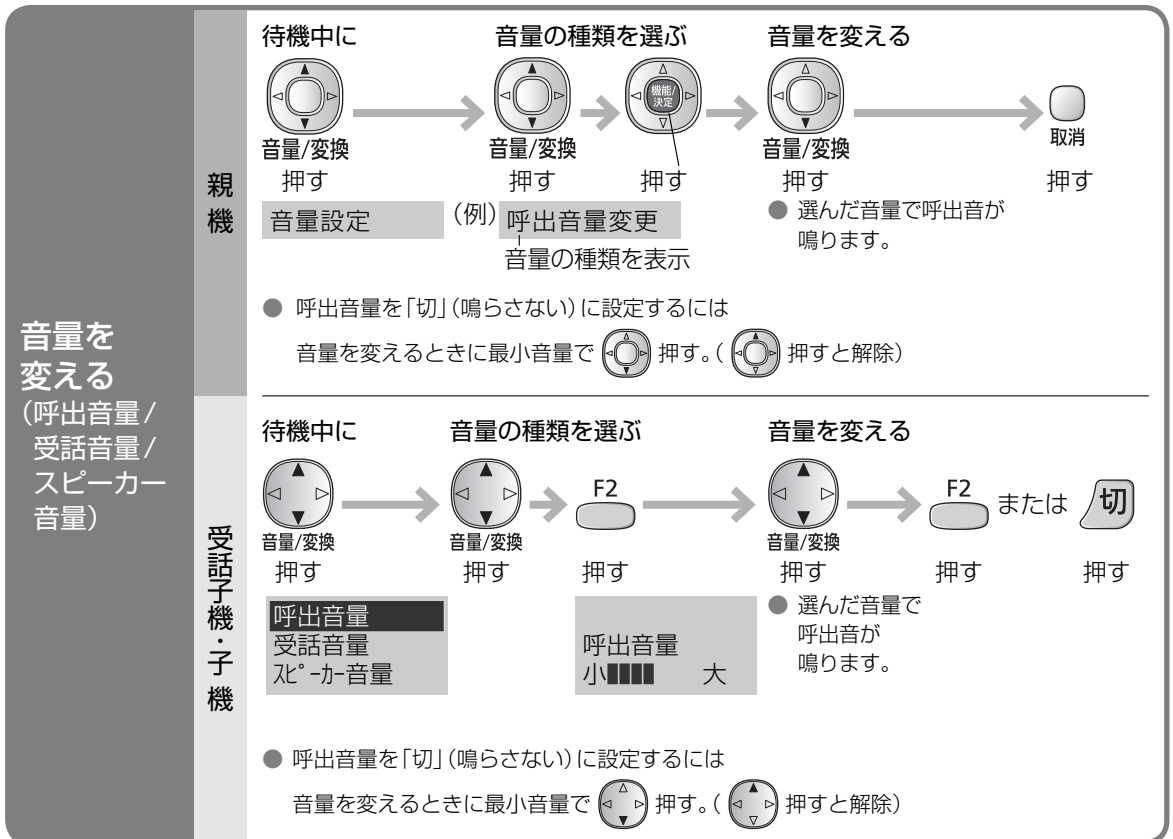 音量を
変える
（呼出音量/
受話音量/
スピーカー
音量）
親機
待機中に
音量の種類を選ぶ
音量を変える
機能/
決定
音量/変換
音量/変換
音量/変換
取消
押す
押す
押す
押す
押す
音量設定
（例）
呼出音量変更
音量の種類を表示
● 選んだ音量で呼出音が
鳴ります。
● 呼出音量を「切」（鳴らさない）に設定するには
音量を変えるときに最小音量で 押す。（ 押すと解除）
受話子機・子機
待機中に
音量の種類を選ぶ
音量を変える
F2
F2
または
切
音量/変換
音量/変換
音量/変換
押す
押す
押す
押す
押す
押す
呼出音量
受話音量
ｽﾋﾟｰｶｰ音量
呼出音量
小 大
● 選んだ音量で
呼出音が
鳴ります。
● 呼出音量を「切」（鳴らさない）に設定するには
音量を変えるときに最小音量で 押す。（ 押すと解除）